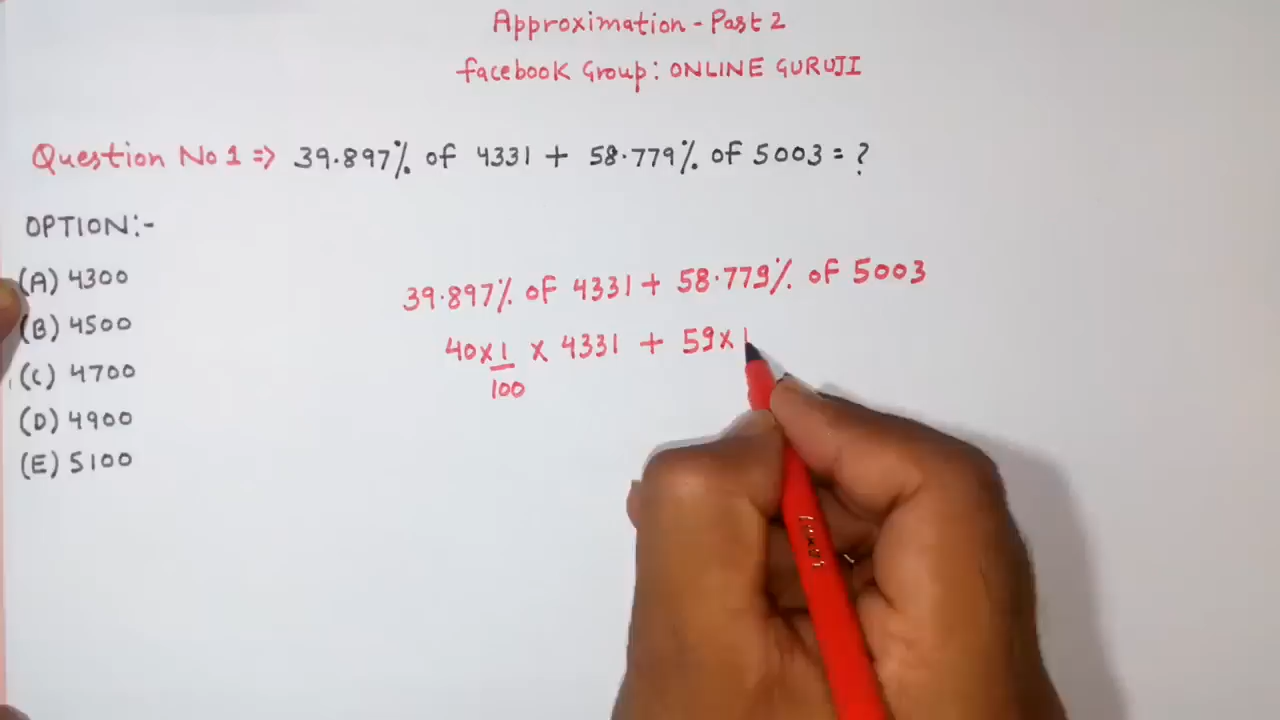 Approximation - Part 2
facebook Group: ONLINE GURUJI
Question No 1 => 39.897% of 4331 + 58.779% of 5003 = ?
OPTION:-
(A) 4300
(B) 4500
(C) 4700
(D) 4900
(E) 5100
39.897% of 4331 + 58.779% of 5003
40 × 1/100 × 4331 + 59 × 1